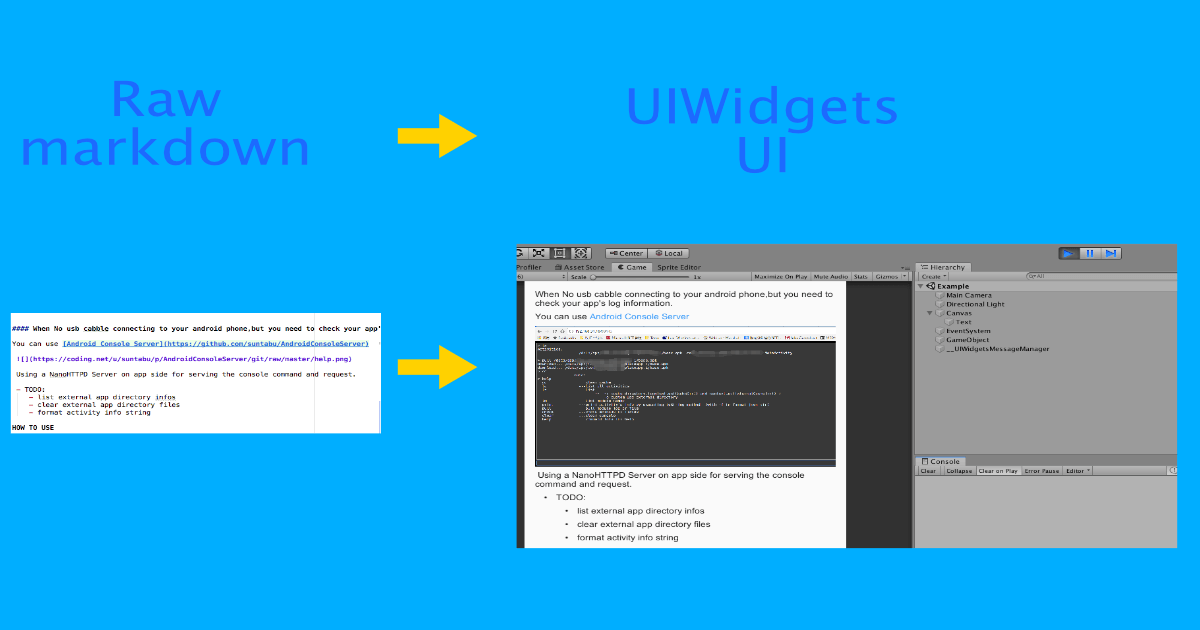 Raw
markdown
UIWidgets
UI
#### When No usb cabble connecting to your android phone,but you need to check your app'
You can use [Android Console Server](https://github.com/suntabu/AndroidConsoleServer)
![](https://coding.net/u/suntabu/p/AndroidConsoleServer/git/raw/master/help.png)
Using a NanoHTTPD Server on app side for serving the console command and request.
- TODO:
- list external app directory infos
- clear external app directory files
- format activity info string
HOW TO USE
Center Local
Profiler Asset Store Game Sprite Editor
Scale 1x Maximize On Play Mute Audio Stats Gizmos
When No usb cabble connecting to your android phone,but you need to
check your app's log information.
You can use Android Console Server
Using a NanoHTTPD Server on app side for serving the console
command and request.
• TODO:
• list external app directory infos
• clear external app directory files
• format activity info string
Hierarchy
Create All
Example
Main Camera
Directional Light
Canvas
Text
EventSystem
GameObject
__UIWidgetsMessageManager
Console
Clear Collapse Clear on Play Error Pause Editor